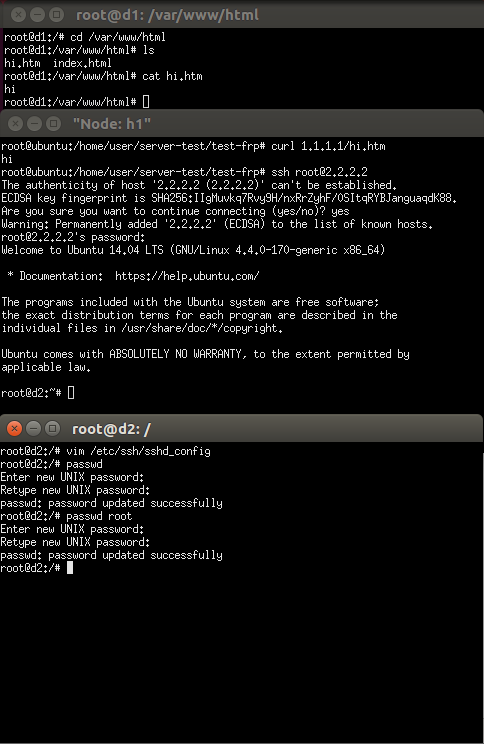 root@d1: /var/www/html
root@d1:/# cd /var/www/html
root@d1:/var/www/html# ls
hi.htm  index.html
root@d1:/var/www/html# cat hi.htm
hi
root@d1:/var/www/html#
"Node: h1"
root@ubuntu:/home/user/server-test/test-frp# curl 1.1.1.1/hi.htm
hi
root@ubuntu:/home/user/server-test/test-frp# ssh root@2.2.2.2
The authenticity of host '2.2.2.2 (2.2.2.2)' can't be established.
ECDSA key fingerprint is SHA256:IIgMuvkq7Rvy9H/nxRrZyhF/OSItqRYBJanguaqdK88.
Are you sure you want to continue connecting (yes/no)? yes
Warning: Permanently added '2.2.2.2' (ECDSA) to the list of known hosts.
root@2.2.2.2's password:
Welcome to Ubuntu 14.04 LTS (GNU/Linux 4.4.0-170-generic x86_64)
 * Documentation:  https://help.ubuntu.com/
The programs included with the Ubuntu system are free software;
the exact distribution terms for each program are described in the
individual files in /usr/share/doc/*/copyright.
Ubuntu comes with ABSOLUTELY NO WARRANTY, to the extent permitted by
applicable law.
root@d2:~#
root@d2: /
root@d2:/# vim /etc/ssh/sshd_config
root@d2:/# passwd
Enter new UNIX password:
Retype new UNIX password:
passwd: password updated successfully
root@d2:/# passwd root
Enter new UNIX password:
Retype new UNIX password:
passwd: password updated successfully
root@d2:/#